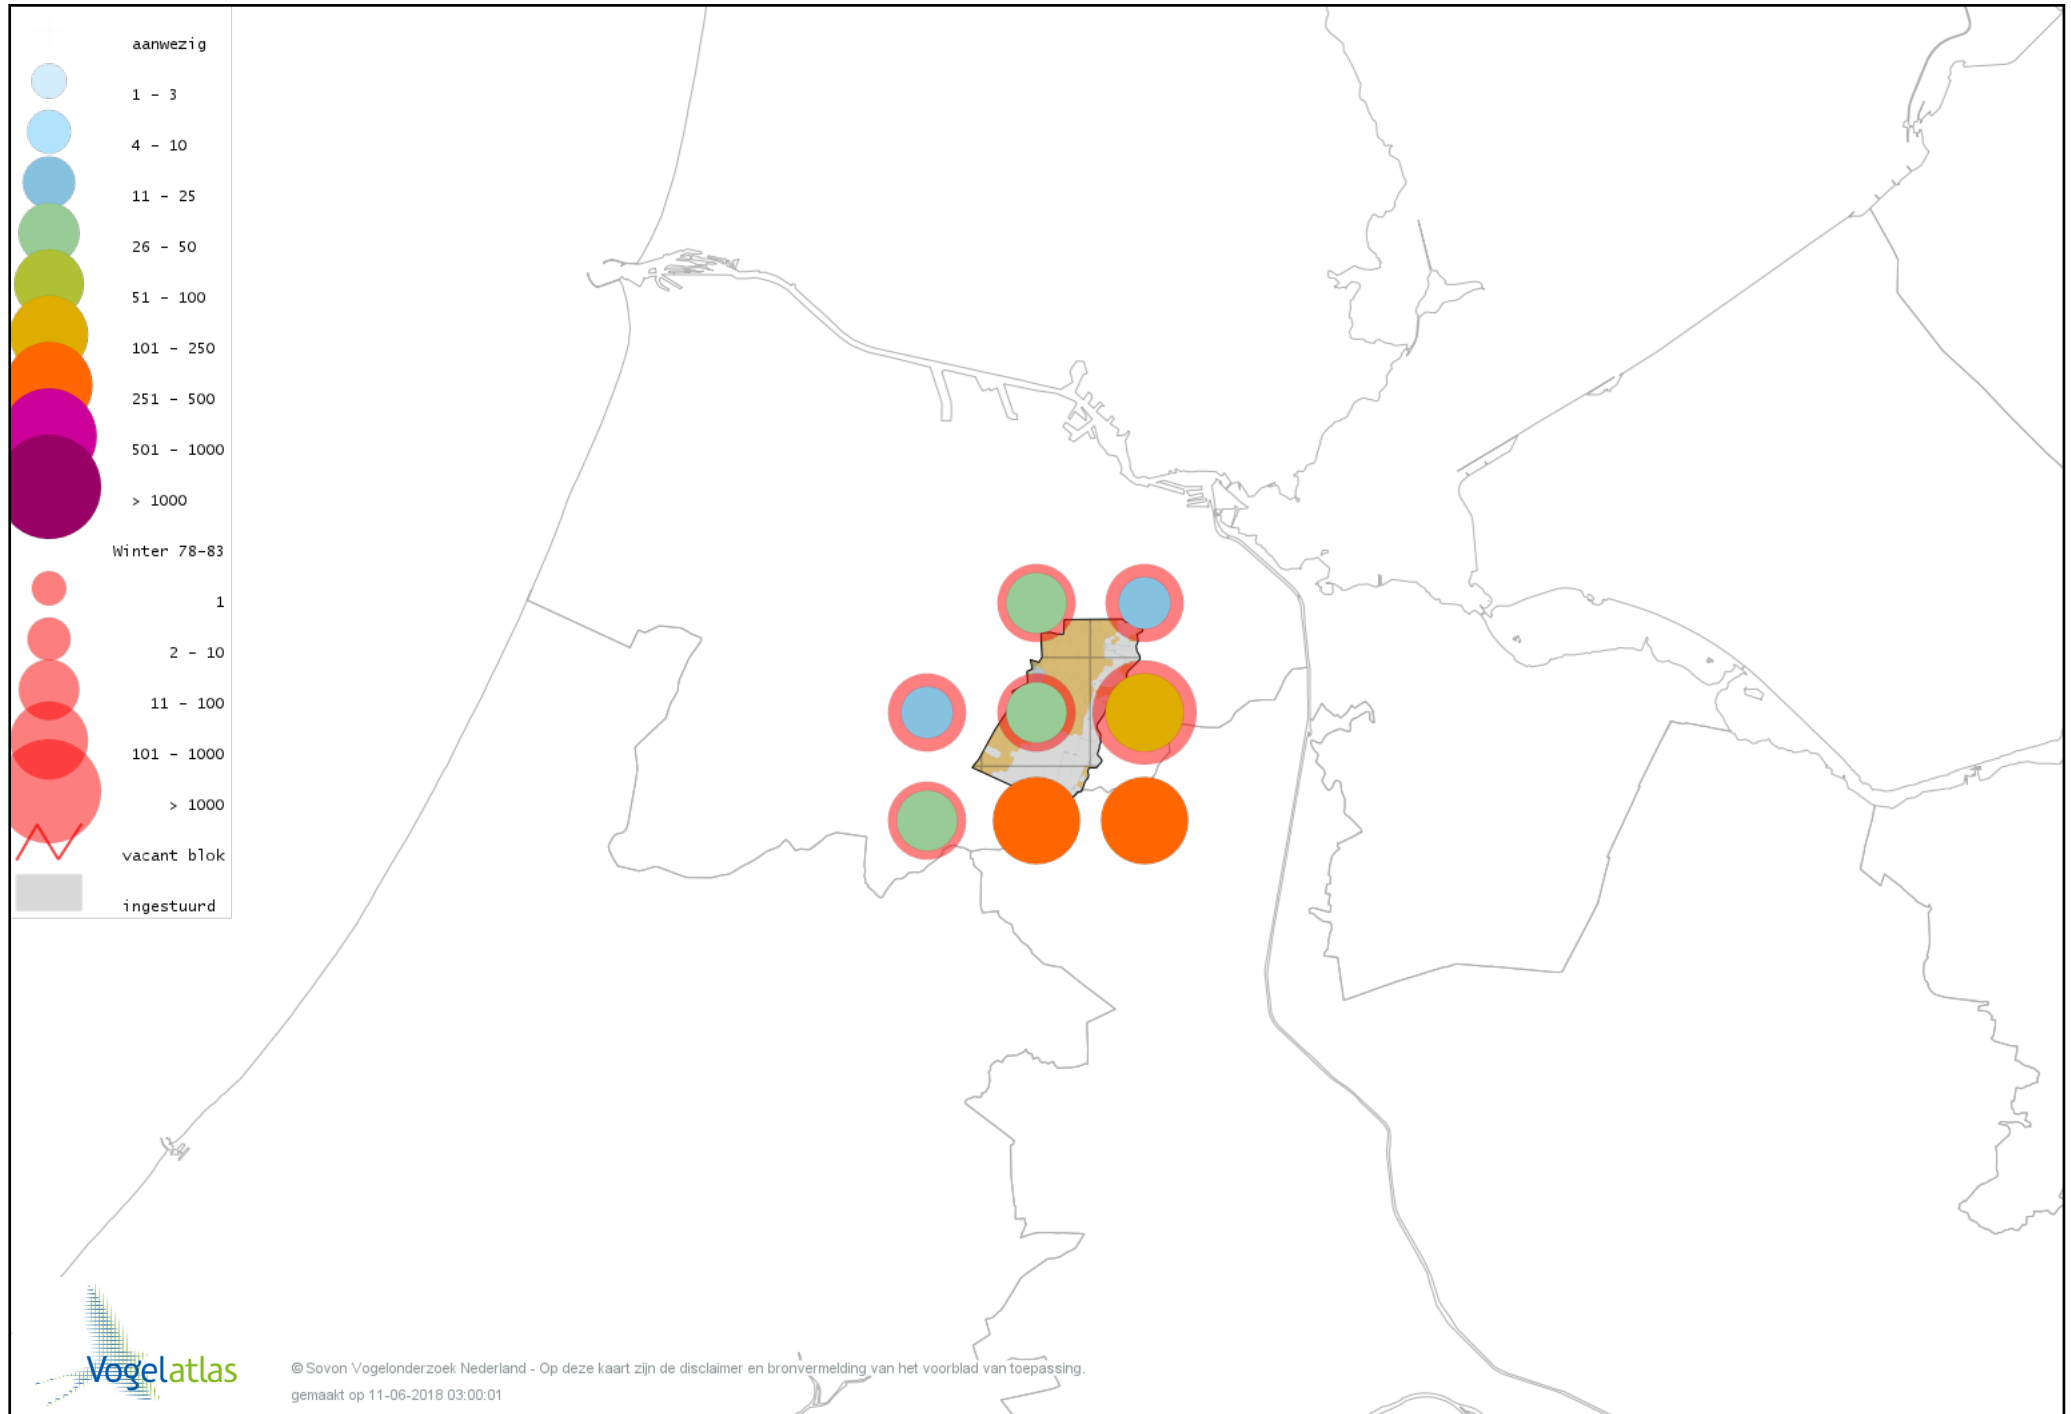 aanwezig
1 - 3
4 - 10
11 - 25
26 - 50
51 - 100
101 - 250
251 - 500
501 - 1000
> 1000
Winter 78-83
1
2 - 10
11 - 100
101 - 1000
> 1000
vacant blok
ingestuurd
Vogelatlas
© Sovon Vogelonderzoek Nederland - Op deze kaart zijn de disclaimer en bronvermelding van het voorblad van toepassing.
gemaakt op 11-06-2018 03:00:01